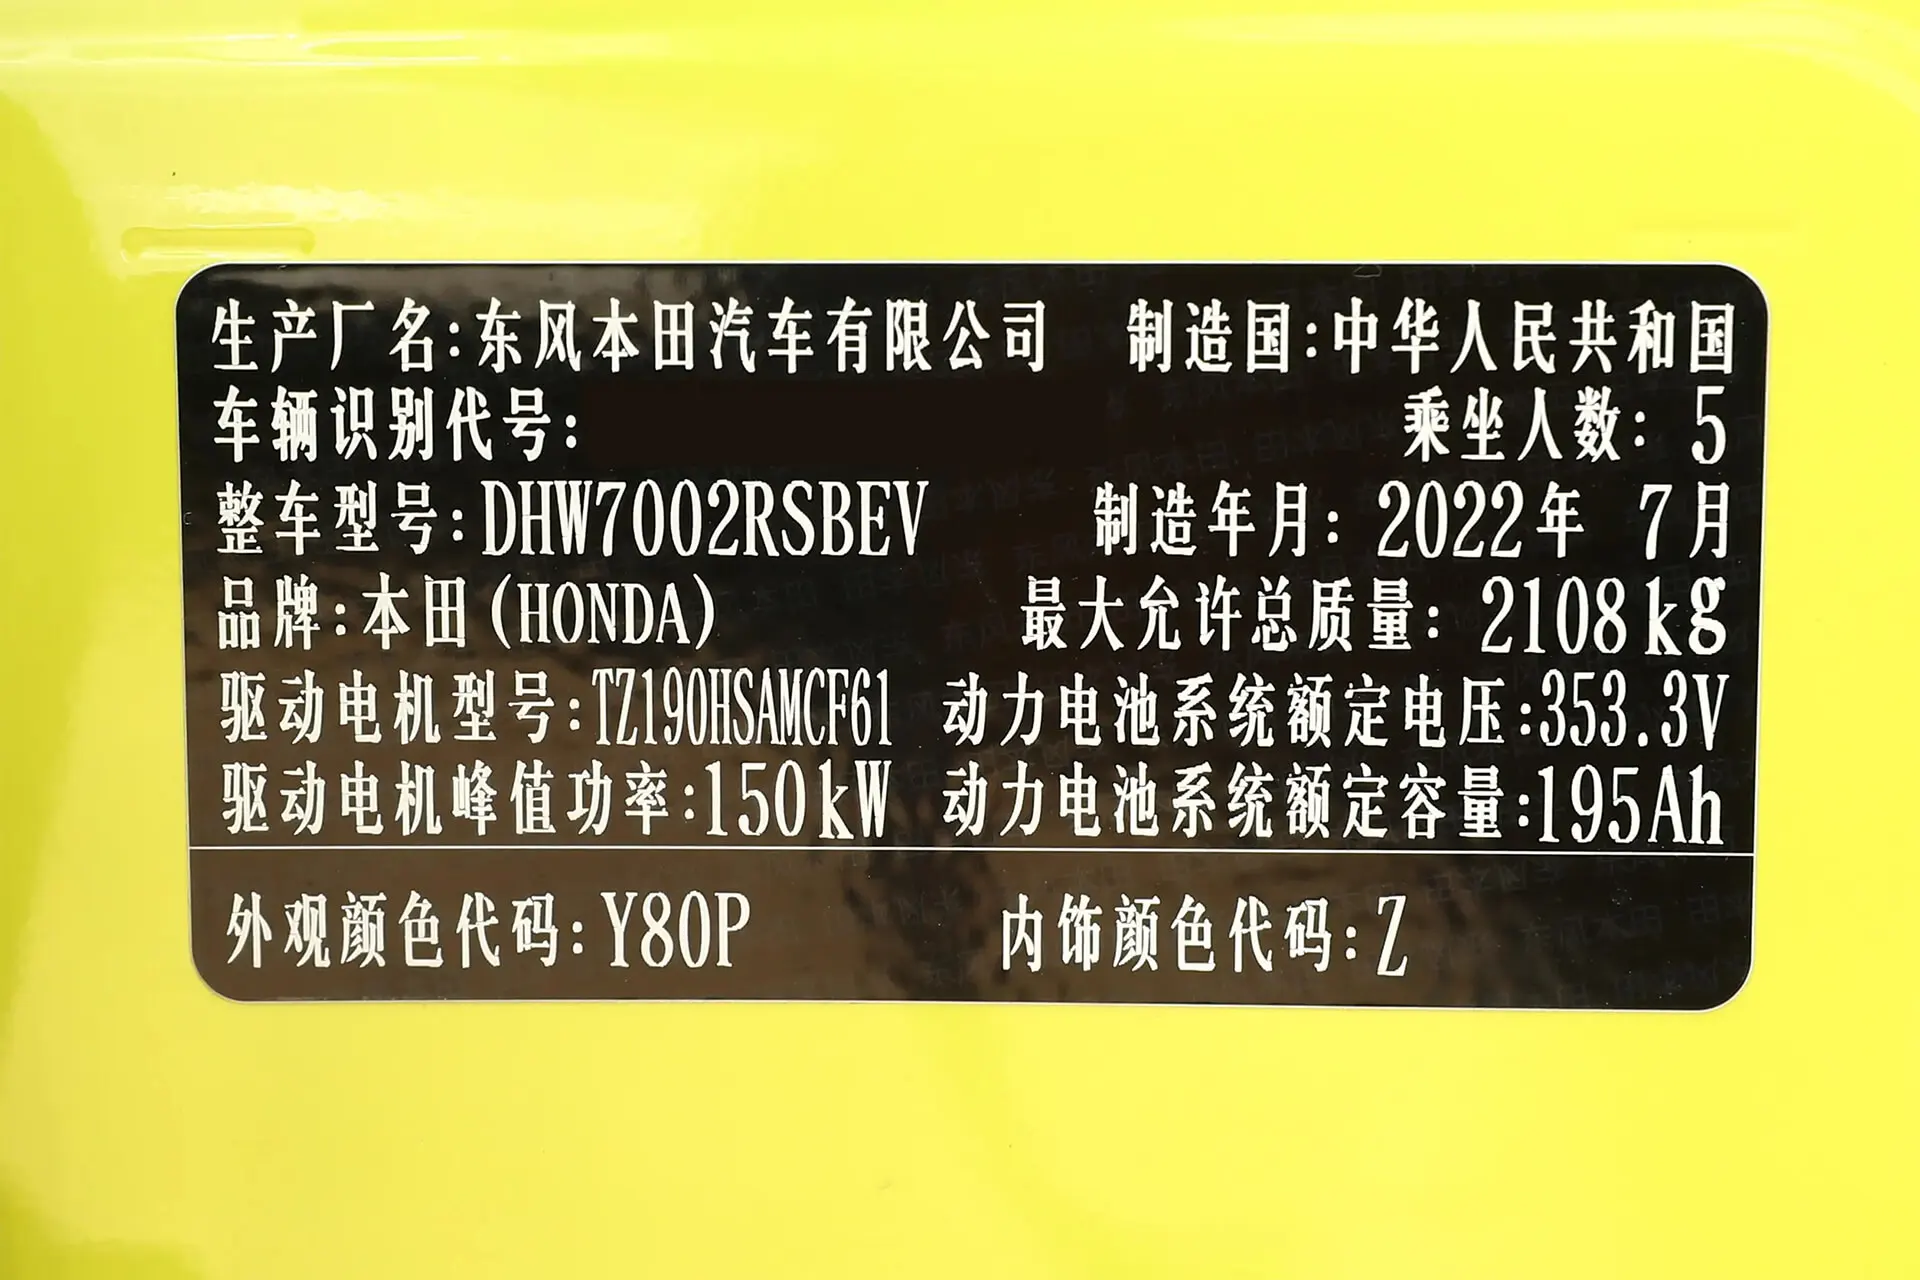 生产厂名:东风本田汽车有限公司 制造国:中华人民共和国
车辆识别代号: 乘坐人数: 5
整车型号:DHW7002RSBEV 制造年月: 2022年 7月
品牌:本田(HONDA) 最大允许总质量: 2108kg
驱动电机型号:TZ190HSAMCF61 动力电池系统额定电压:353.3V
驱动电机峰值功率:150kW 动力电池系统额定容量:195Ah
外观颜色代码:Y80P 内饰颜色代码:Z